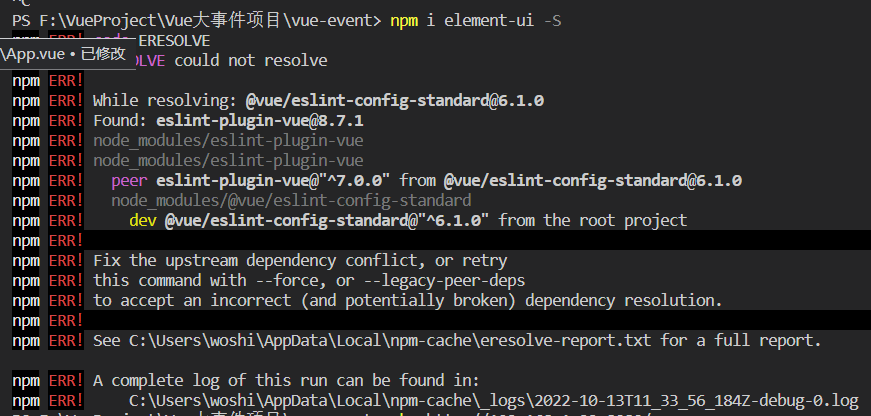 PS F:\VueProject\Vue大事件项目\vue-event> npm i element-ui -S
npm ERR! code ERESOLVE
\App.vue • 已修改 OLVE could not resolve
npm ERR!
npm ERR! While resolving: @vue/eslint-config-standard@6.1.0
npm ERR! Found: eslint-plugin-vue@8.7.1
npm ERR! node_modules/eslint-plugin-vue
npm ERR! node_modules/eslint-plugin-vue
npm ERR!   peer eslint-plugin-vue@"^7.0.0" from @vue/eslint-config-standard@6.1.0
npm ERR!   node_modules/@vue/eslint-config-standard
npm ERR!     dev @vue/eslint-config-standard@"^6.1.0" from the root project
npm ERR!
npm ERR! Fix the upstream dependency conflict, or retry
npm ERR! this command with --force, or --legacy-peer-deps
npm ERR! to accept an incorrect (and potentially broken) dependency resolution.
npm ERR!
npm ERR! See C:\Users\woshi\AppData\Local\npm-cache\eresolve-report.txt for a full report.
npm ERR! A complete log of this run can be found in:
npm ERR!     C:\Users\woshi\AppData\Local\npm-cache\_logs\2022-10-13T11_33_56_184Z-debug-0.log